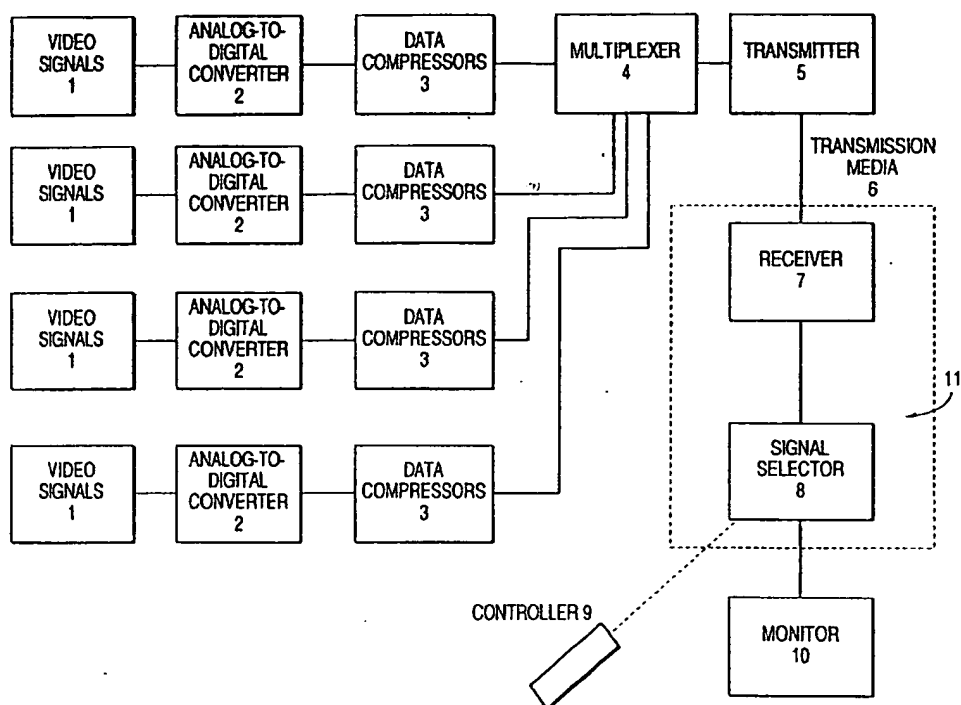 VIDEO
SIGNALS
1
ANALOG-TO-
DIGITAL
CONVERTER
2
DATA
COMPRESSORS
3
MULTIPLEXER
4
TRANSMITTER
5
TRANSMISSION
MEDIA
6
VIDEO
SIGNALS
1
ANALOG-TO-
DIGITAL
CONVERTER
2
DATA
COMPRESSORS
3
RECEIVER
7
VIDEO
SIGNALS
1
ANALOG-TO-
DIGITAL
CONVERTER
2
DATA
COMPRESSORS
3
11
VIDEO
SIGNALS
1
ANALOG-TO-
DIGITAL
CONVERTER
2
DATA
COMPRESSORS
3
SIGNAL
SELECTOR
8
CONTROLLER 9
MONITOR
10